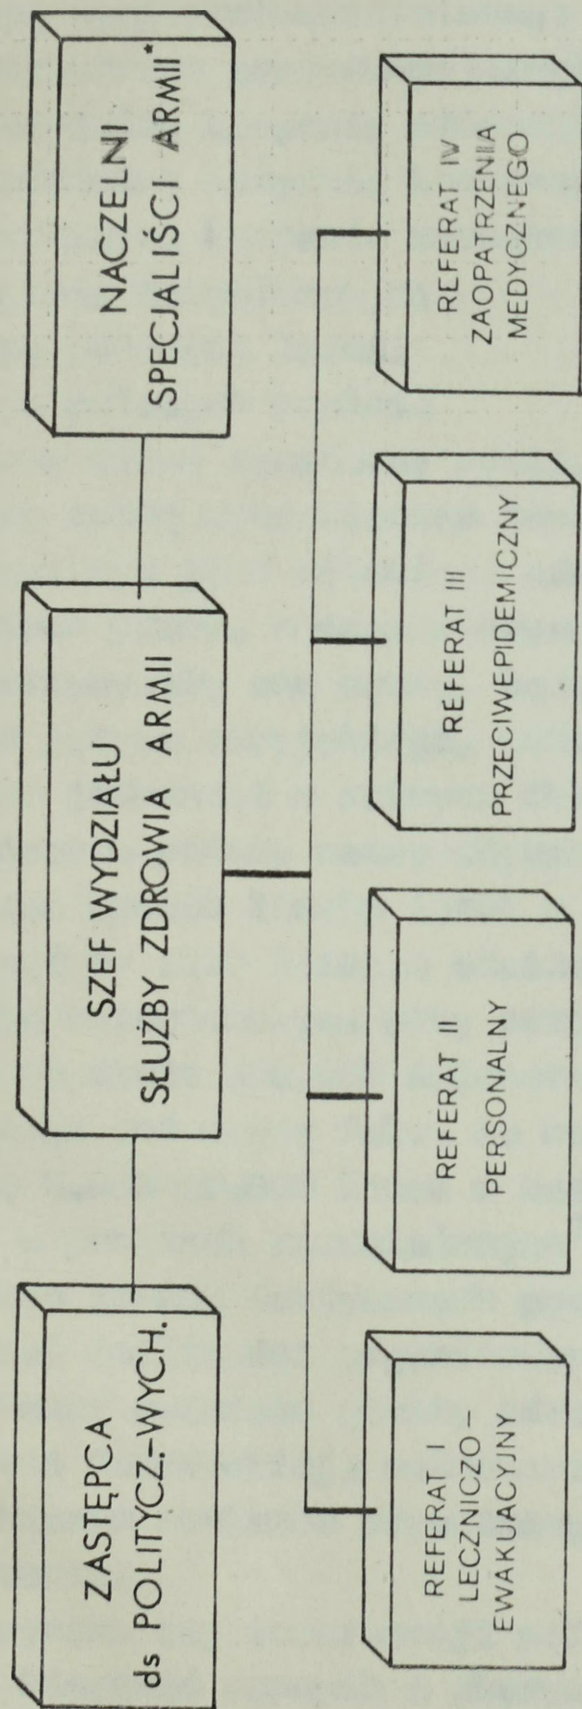 ZASTĘPCA
ds POLITYCZ.-WYCH.
SZEF WYDZIAŁU
SŁUŻBY ZDROWIA ARMII
NACZELNI
SPECJALIŚCI ARMII*
REFERAT I
LECZNICZO-
EWAKUACYJNY
REFERAT II
PERSONALNY
REFERAT III
PRZECIWEPIDEMICZNY
REFERAT IV
ZAOPATRZENIA
MEDYCZNEGO